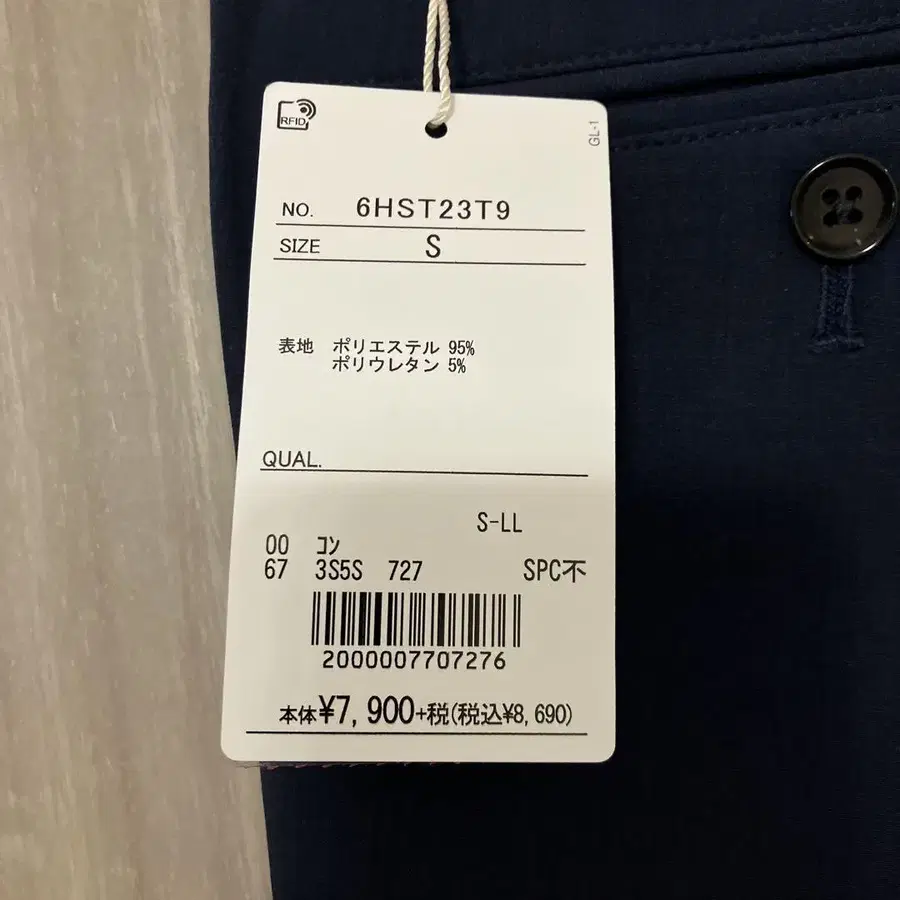 RFID
GL-1
NO. 6HST23T9
SIZE S
表地 ポリエステル 95%
ポリウレタン 5%
QUAL.
S-LL
00 ｺﾝ
67 3S5S 727 SPC不
2000007707276
本体¥7,900+税(税込¥8,690)